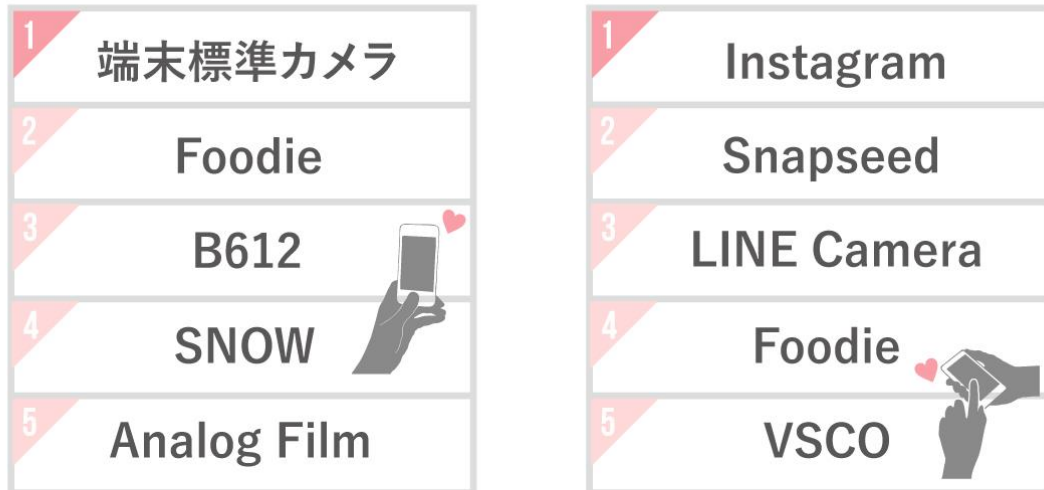 1 端末標準カメラ
2 Foodie
3 B612
4 SNOW
5 Analog Film
1 Instagram
2 Snapseed
3 LINE Camera
4 Foodie
5 VSCO